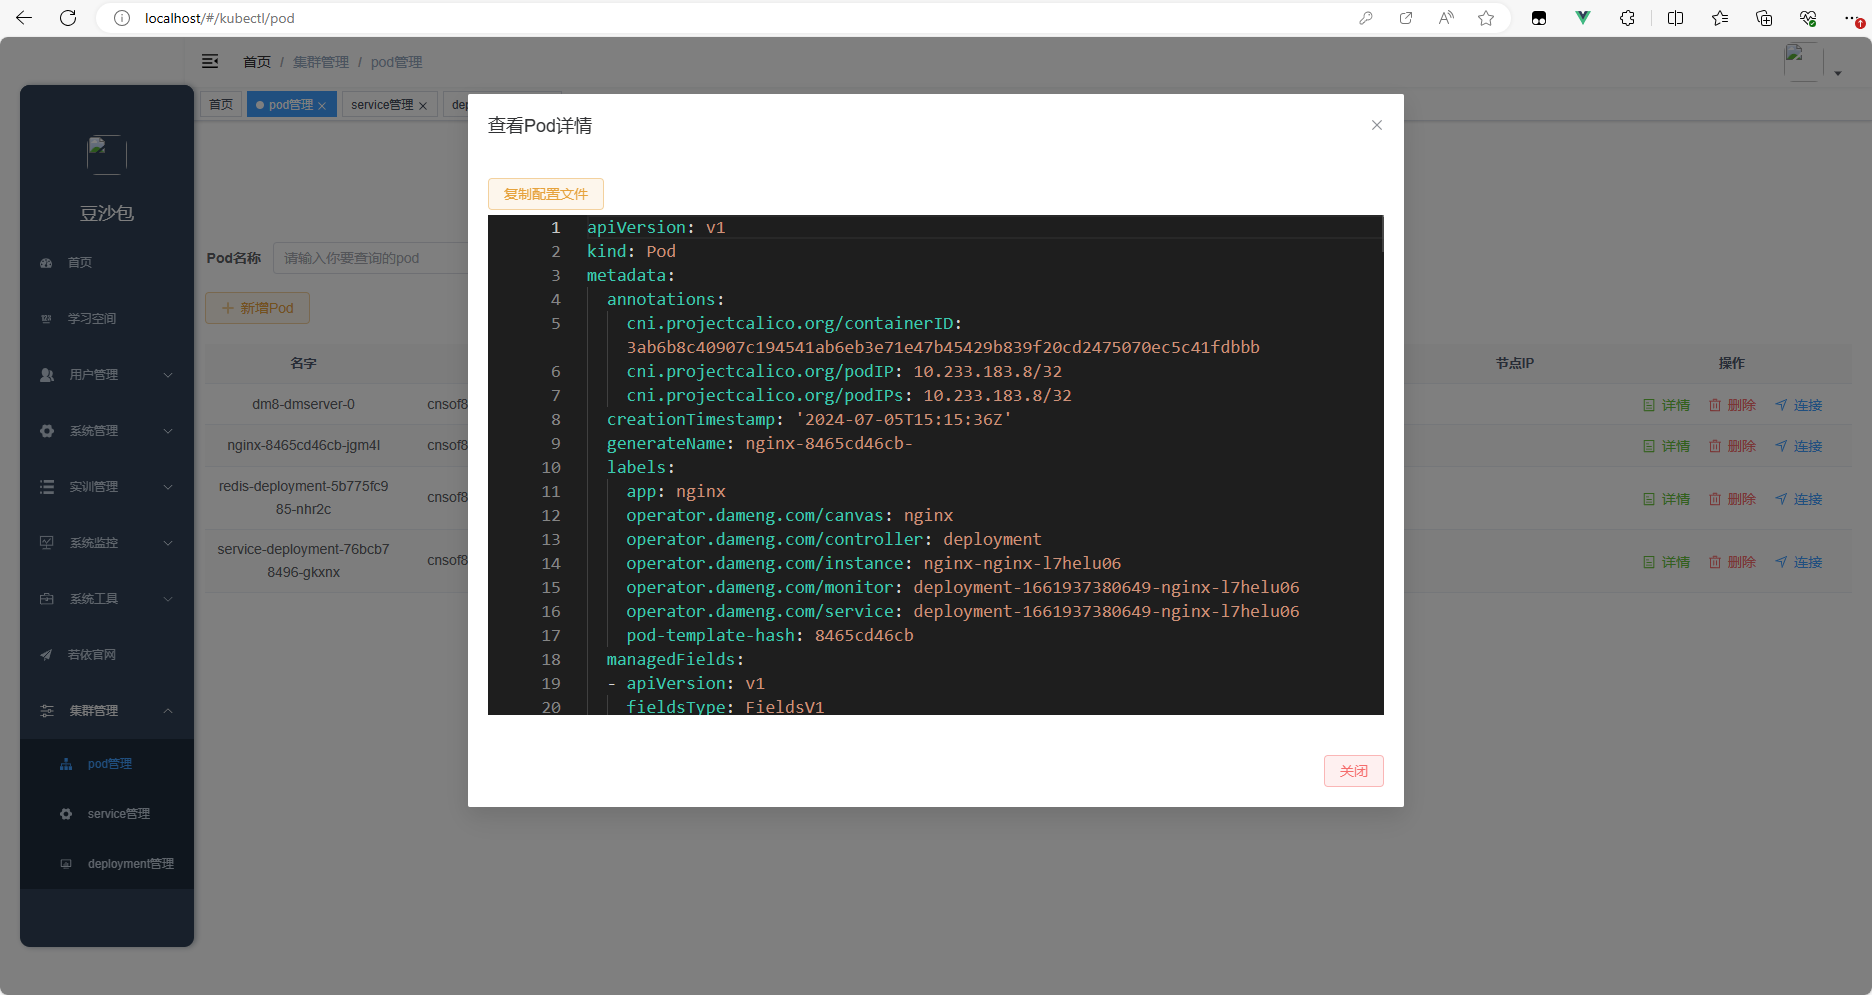 localhost/#/kubectl/pod
首页 / 集群管理 / pod管理
首页
pod管理
service管理
豆沙包
首页
学习空间
用户管理
系统管理
实训管理
系统监控
系统工具
若依官网
集群管理
pod管理
service管理
deployment管理
Pod名称
请输入你要查询的pod
新增Pod
名字 节点IP 操作
dm8-dmserver-0 cnsof8 详情 删除 连接
nginx-8465cd46cb-jgm4l cnsof8 详情 删除 连接
redis-deployment-5b775fc9
85-nhr2c cnsof8 详情 删除 连接
service-deployment-76bcb7
8496-gkxnx cnsof8 详情 删除 连接
查看Pod详情
复制配置文件
1 apiVersion: v1
2 kind: Pod
3 metadata:
4 annotations:
5 cni.projectcalico.org/containerID:
3ab6b8c40907c194541ab6eb3e71e47b45429b839f20cd2475070ec5c41fdbbb
6 cni.projectcalico.org/podIP: 10.233.183.8/32
7 cni.projectcalico.org/podIPs: 10.233.183.8/32
8 creationTimestamp: '2024-07-05T15:15:36Z'
9 generateName: nginx-8465cd46cb-
10 labels:
11 app: nginx
12 operator.dameng.com/canvas: nginx
13 operator.dameng.com/controller: deployment
14 operator.dameng.com/instance: nginx-nginx-l7helu06
15 operator.dameng.com/monitor: deployment-1661937380649-nginx-l7helu06
16 operator.dameng.com/service: deployment-1661937380649-nginx-l7helu06
17 pod-template-hash: 8465cd46cb
18 managedFields:
19 - apiVersion: v1
20 fieldsType: FieldsV1
关闭